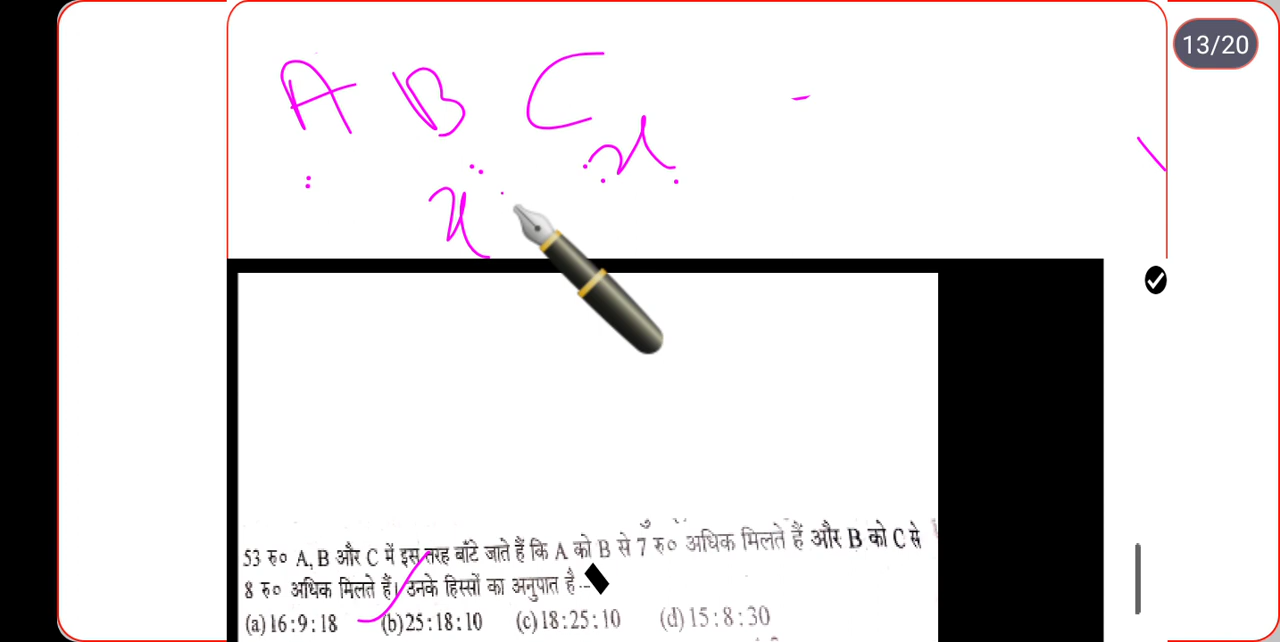 13/20
A B C
x
x
53 रु० A, B और C में इस तरह बाँटे जाते हैं कि A को B से 7 रु० अधिक मिलते हैं और B को C से
8 रु० अधिक मिलते हैं। उनके हिस्सों का अनुपात है--
(a) 16:9:18 (b) 25:18:10 (c) 18:25:10 (d) 15:8:30